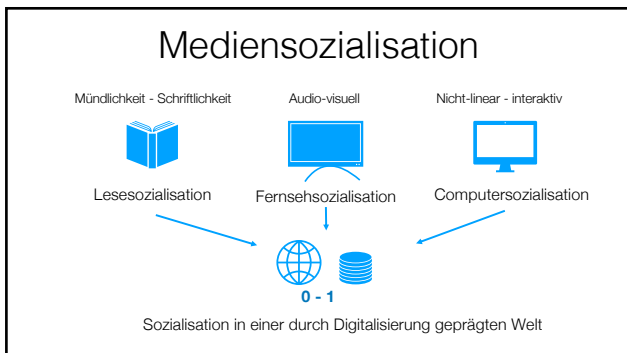 Mediensozialisation
Mündlichkeit - Schriftlichkeit
Audio-visuell
Nicht-linear - interaktiv
Lesesozialisation
Fernsehsozialisation
Computersozialisation
0 - 1
Sozialisation in einer durch Digitalisierung geprägten Welt